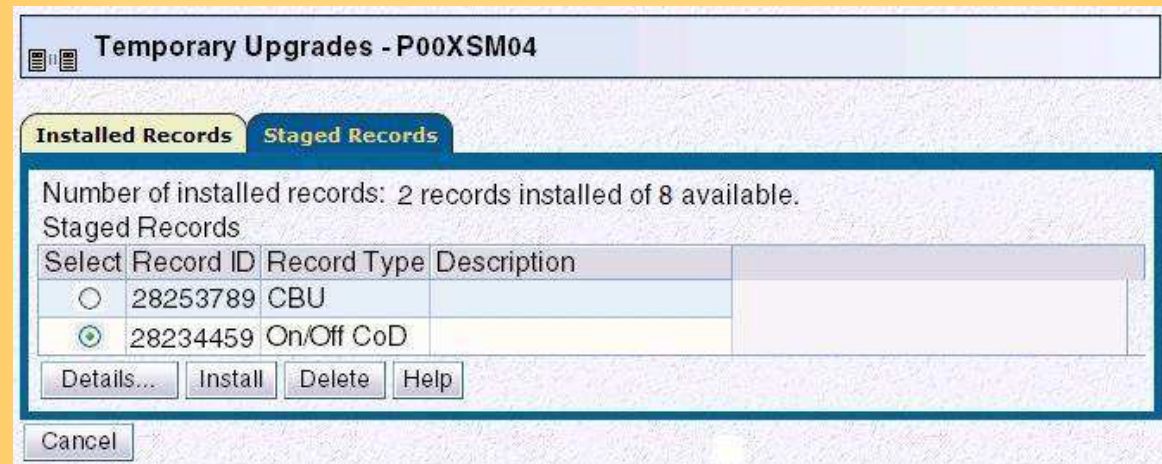 Temporary Upgrades - P00XSM04
Installed Records Staged Records
Number of installed records: 2 records installed of 8 available.
Staged Records
Select Record ID Record Type Description
28253789 CBU
28234459 On/Off CoD
Details... Install Delete Help
Cancel